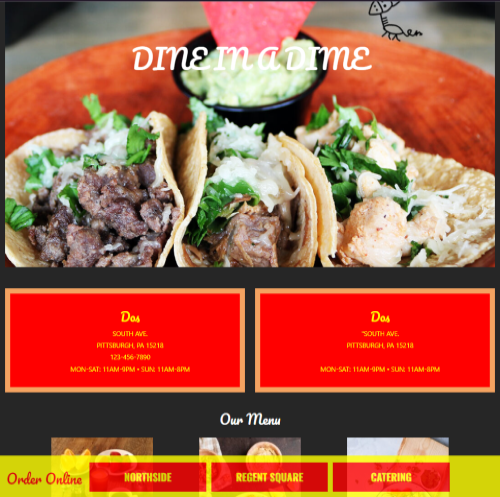 DINE IN A DIME
Dos
SOUTH AVE.
PITTSBURGH, PA 15218
123-456-7890
MON-SAT: 11AM-9PM • SUN: 11AM-8PM
Dos
"SOUTH AVE.
PITTSBURGH, PA 15218
MON-SAT: 11AM-9PM • SUN: 11AM-8PM
Our Menu
Order Online
NORTHSIDE
REGENT SQUARE
CATERING